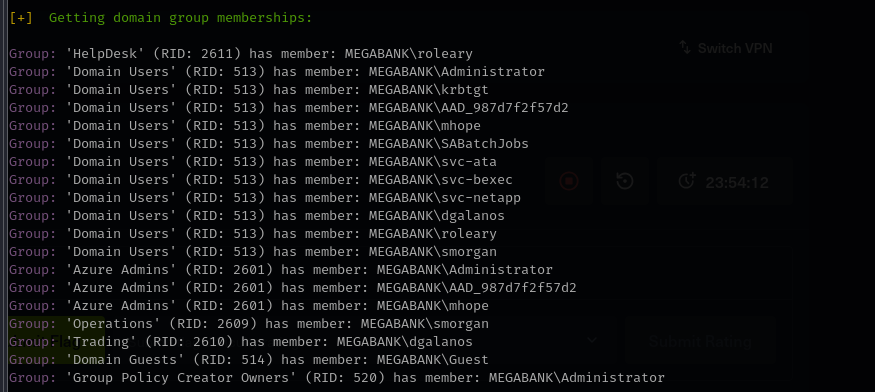 [+]  Getting domain group memberships:
Group: 'HelpDesk' (RID: 2611) has member: MEGABANK\roleary
Switch VPN
Group: 'Domain Users' (RID: 513) has member: MEGABANK\Administrator
Group: 'Domain Users' (RID: 513) has member: MEGABANK\krbtgt
Group: 'Domain Users' (RID: 513) has member: MEGABANK\AAD_987d7f2f57d2
Group: 'Domain Users' (RID: 513) has member: MEGABANK\mhope
Group: 'Domain Users' (RID: 513) has member: MEGABANK\SABatchJobs
Group: 'Domain Users' (RID: 513) has member: MEGABANK\svc-ata
Group: 'Domain Users' (RID: 513) has member: MEGABANK\svc-bexec
23:54:12
Group: 'Domain Users' (RID: 513) has member: MEGABANK\svc-netapp
Group: 'Domain Users' (RID: 513) has member: MEGABANK\dgalanos
Group: 'Domain Users' (RID: 513) has member: MEGABANK\roleary
Group: 'Domain Users' (RID: 513) has member: MEGABANK\smorgan
Group: 'Azure Admins' (RID: 2601) has member: MEGABANK\Administrator
Group: 'Azure Admins' (RID: 2601) has member: MEGABANK\AAD_987d7f2f57d2
Group: 'Azure Admins' (RID: 2601) has member: MEGABANK\mhope
Group: 'Operations' (RID: 2609) has member: MEGABANK\smorgan
Group: 'Trading' (RID: 2610) has member: MEGABANK\dgalanos
Submit Rating
Group: 'Domain Guests' (RID: 514) has member: MEGABANK\Guest
Group: 'Group Policy Creator Owners' (RID: 520) has member: MEGABANK\Administrator